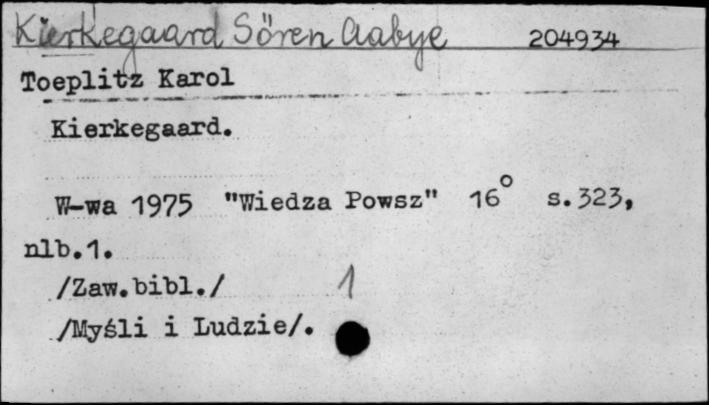 Kierkegaard Sören Aabye 204934
Toeplitz Karol
Kierkegaard.
W-wa 1975 "Wiedza Powsz" 16° s.323,
nlb.1.
/Zaw.bibl./ 1
/Myśli i Ludzie/.